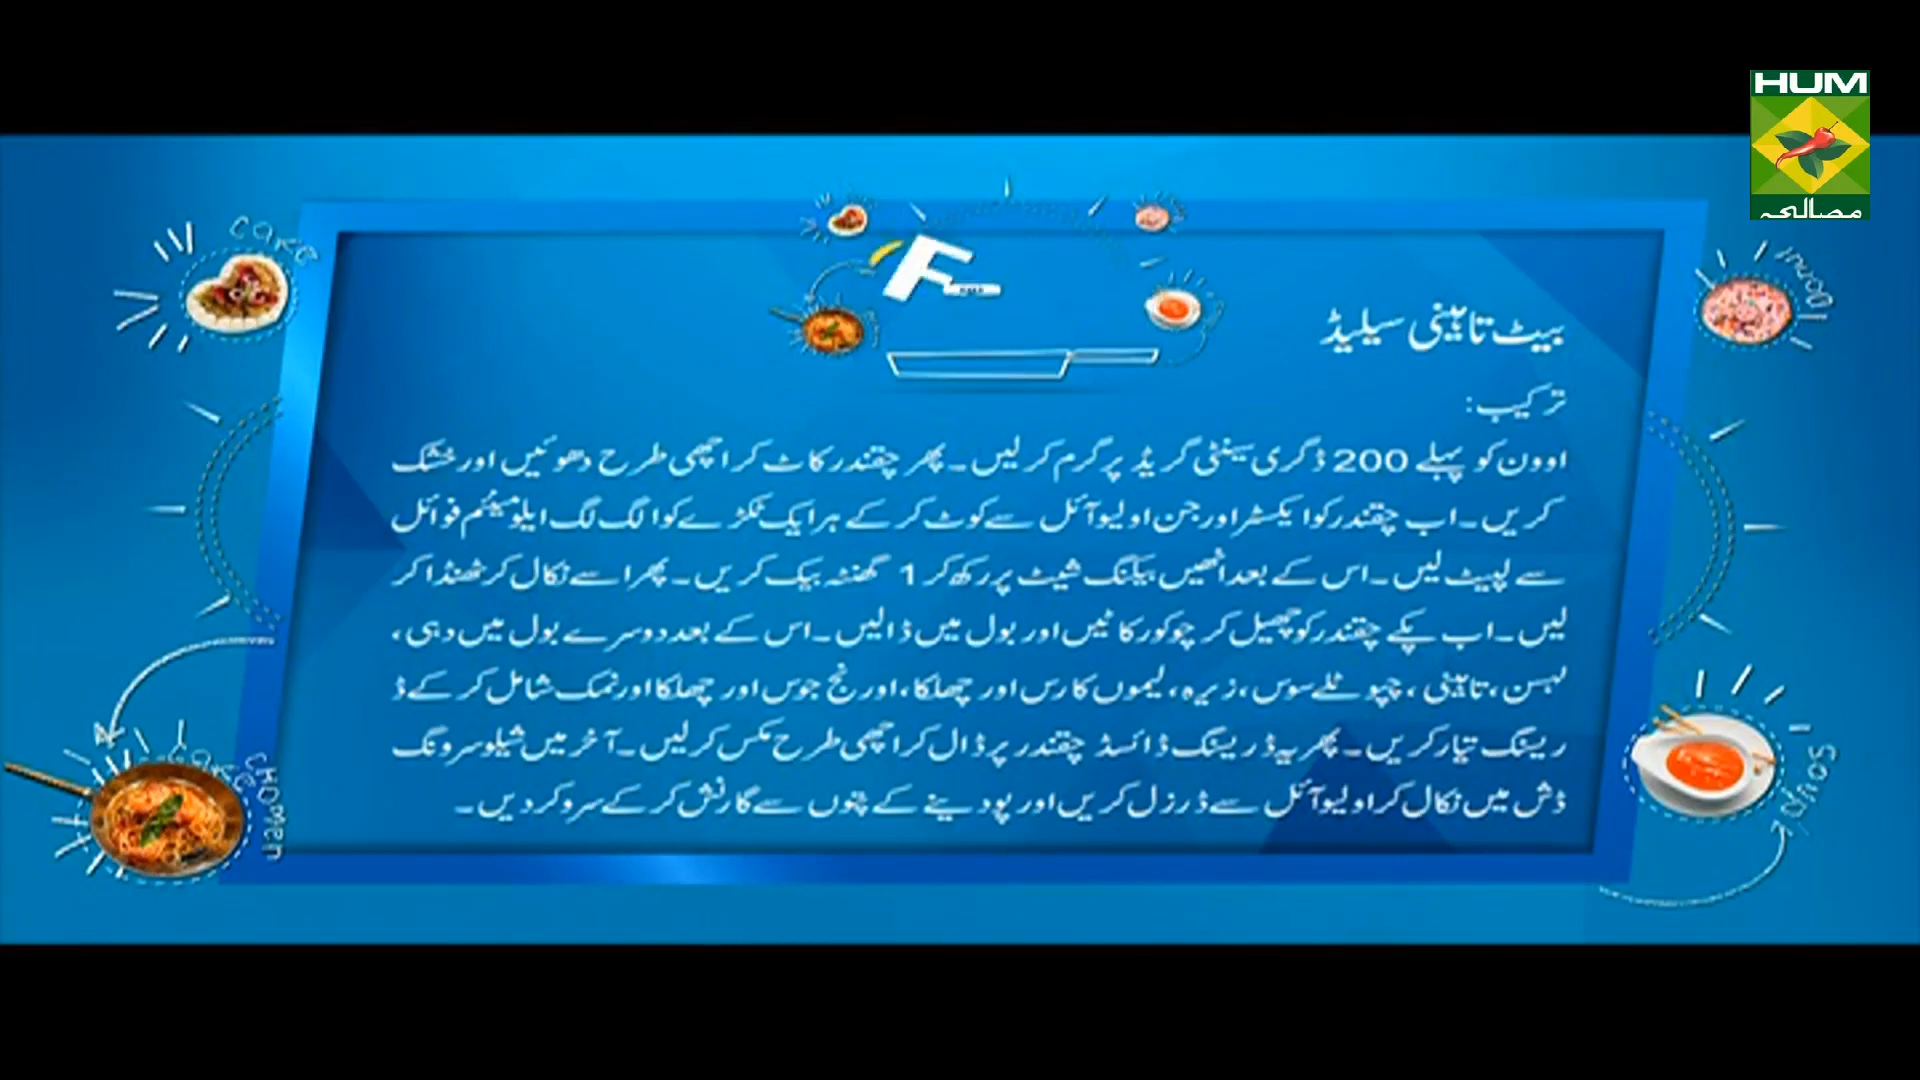 HUM
مصالحہ
بیٹ تاہینی سیلیڈ
ترکیب:
اوون کو پہلے 200 ڈگری سینٹی گریڈ پر گرم کر لیں۔ پھر چقندر کاٹ کر اچھی طرح دھوئیں اور خشک
کریں۔ اب چقندر کو ایکسٹرا ورجن اولیو آئل سے کوٹ کر کے ہر ایک ٹکڑے کو الگ الگ ایلومینیئم فوائل
سے لپیٹ لیں۔ اس کے بعد انھیں بیکنگ شیٹ پر رکھ کر 1 گھنٹہ بیک کریں۔ پھر اسے نکال کر ٹھنڈا کر
لیں۔ اب پکے چقندر کو چھیل کر چوکور کاٹیں اور بول میں ڈالیں۔ اس کے بعد دوسرے بول میں دہی،
لہسن، تاہینی، چپوٹلے سوس، زیرہ، لیموں کا رس اور چھلکا، اورنج جوس اور چھلکا اور نمک شامل کر کے ڈ
ریسنگ تیار کریں۔ پھر یہ ڈریسنگ ڈائسڈ چقندر پر ڈال کر اچھی طرح مکس کر لیں۔ آخر میں شیلو سرونگ
ڈش میں نکال کر اولیو آئل سے ڈرزل کریں اور پودینے کے پتوں سے گارنش کر کے سرو کر دیں۔
cake
Donut
chicken
Soup